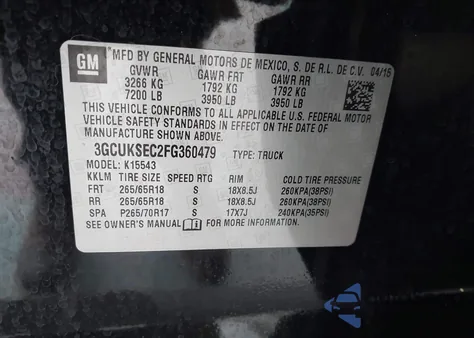 GM MFD BY GENERAL MOTORS DE MEXICO, S. DE R.L. DE C.V. 04/15
GVWR GAWR FRT GAWR RR
3266 KG 1792 KG 1792 KG
7200 LB 3950 LB 3950 LB
THIS VEHICLE CONFORMS TO ALL APPLICABLE U.S. FEDERAL MOTOR
VEHICLE SAFETY STANDARDS IN EFFECT ON THE DATE OF
MANUFACTURE SHOWN ABOVE.
3GCUKSEC2FG360479 TYPE: TRUCK
MODEL: K15543
KKLM TIRE SIZE SPEED RTG RIM COLD TIRE PRESSURE
FRT 265/65R18 S 18X8.5J 260KPA(38PSI)
RR 265/65R18 S 18X8.5J 260KPA(38PSI)
SPA P265/70R17 S 17X7J 240KPA(35PSI)
SEE OWNER'S MANUAL FOR MORE INFORMATION.